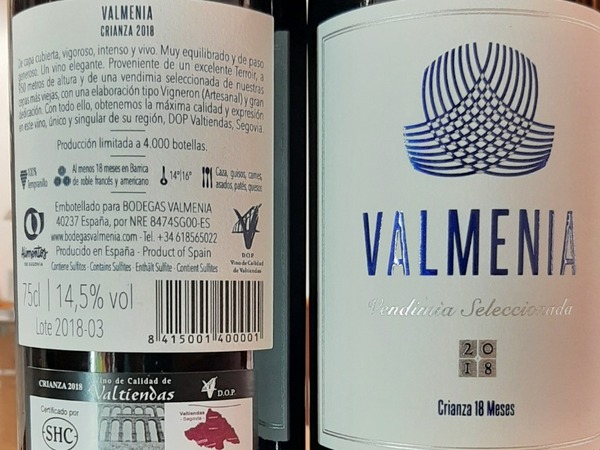 VALMENIA
CRIANZA 2018
De capa cubierta, vigoroso, intenso y vivo. Muy equilibrado y de paso
generoso. Un vino elegante. Proveniente de un excelente Terroir, a
950 metros de altura y de una vendimia seleccionada de nuestras
cepas más viejas, con una elaboración tipo Vigneron (Artesanal) y gran
dedicación. Con todo ello, obtenemos la máxima calidad y expresión
en este vino, único y singular de su región, DOP Valtiendas, Segovia.
Producción limitada a 4.000 botellas.
100% Tempranillo
Al menos 18 meses en Barrica
de roble francés y americano
14º|16º
Caza, guisos, carnes,
asados, patés, quesos
Embotellado para BODEGAS VALMENIA
40237 España, por NRE 8474SG00-ES
www.bodegasvalmenia.com - Tel. +34 618565022
Producido en España - Product of Spain
Contiene Sulfitos - Contains Sulfites - Enthält Sulfite - Contient Sulfites
Alimentos
DE SEGOVIA
D O P
Vino de Calidad
de Valtiendas
75cl | 14,5% vol
Lote 2018-03
8 415001 400001
CRIANZA 2018
Vino de Calidad de
Valtiendas
D.O.P.
Certificado por
SHC
Valtiendas
Segovia
VALMENIA
Vendimia Seleccionada
2018
Crianza 18 Meses